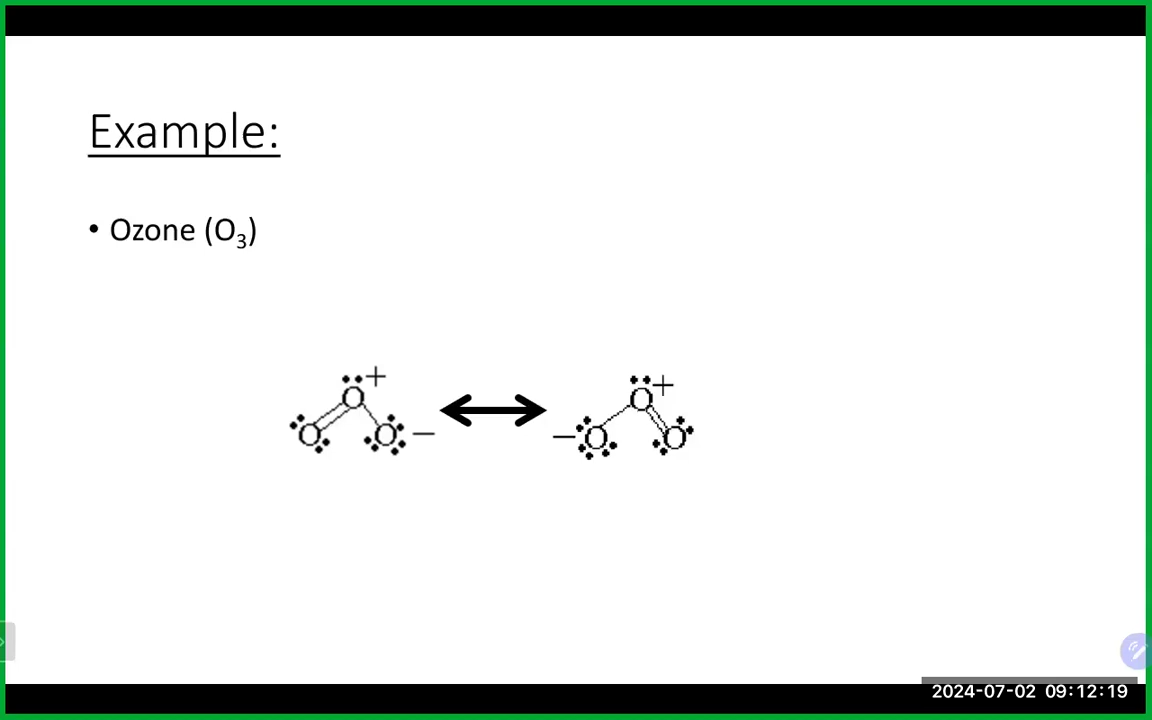 Example:
• Ozone (O₃)
O+ O+
O O− −O O
2024-07-02 09:12:19